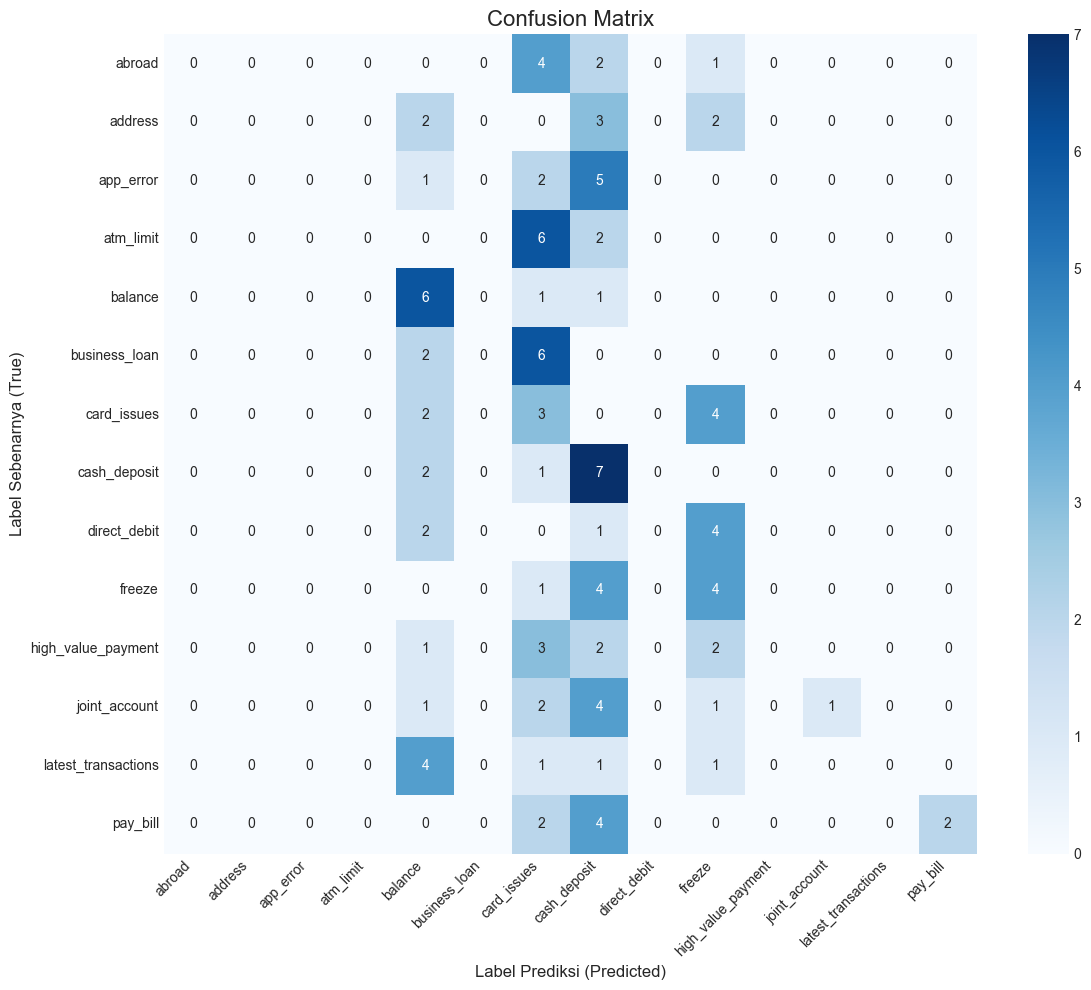 Confusion Matrix
Label Sebenarnya (True)
abroad 0 0 0 0 0 0 4 2 0 1 0 0 0 0
address 0 0 0 0 2 0 0 3 0 2 0 0 0 0
app_error 0 0 0 0 1 0 2 5 0 0 0 0 0 0
atm_limit 0 0 0 0 0 0 6 2 0 0 0 0 0 0
balance 0 0 0 0 6 0 1 1 0 0 0 0 0 0
business_loan 0 0 0 0 2 0 6 0 0 0 0 0 0 0
card_issues 0 0 0 0 2 0 3 0 0 4 0 0 0 0
cash_deposit 0 0 0 0 2 0 1 7 0 0 0 0 0 0
direct_debit 0 0 0 0 2 0 0 1 0 4 0 0 0 0
freeze 0 0 0 0 0 0 1 4 0 4 0 0 0 0
high_value_payment 0 0 0 0 1 0 3 2 0 2 0 0 0 0
joint_account 0 0 0 0 1 0 2 4 0 1 0 1 0 0
latest_transactions 0 0 0 0 4 0 1 1 0 1 0 0 0 0
pay_bill 0 0 0 0 0 0 2 4 0 0 0 0 0 2
abroad address app_error atm_limit balance business_loan card_issues cash_deposit direct_debit freeze high_value_payment joint_account latest_transactions pay_bill
Label Prediksi (Predicted)
7
6
5
4
3
2
1
0